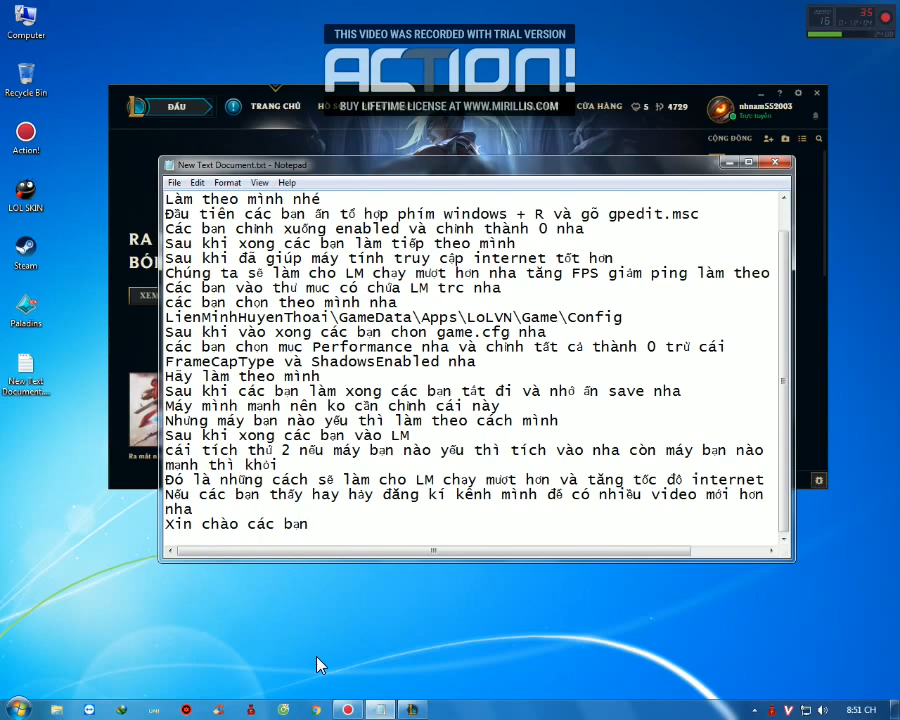 Computer
THIS VIDEO WAS RECORDED WITH TRIAL VERSION
ACTION!
BUY LIFETIME LICENSE AT WWW.MIRILLIS.COM
35
16
Recycle Bin
Action!
LOL SKIN
Steam
Paladins
New Text
Document....
ĐẤU
TRANG CHỦ
CỬA HÀNG
5
4729
nhnam552003
Trực tuyến
CỘNG ĐỒNG
New Text Document.txt - Notepad
File Edit Format View Help
Làm theo mình nhé
Đầu tiên các bạn ấn tổ hợp phím windows + R và gõ gpedit.msc
Các bạn chỉnh xuống enabled và chỉnh thành 0 nha
Sau khi xong các bạn làm tiếp theo mình
Sau khi đã giúp máy tính truy cập internet tốt hơn
Chúng ta sẽ làm cho LM chạy mượt hơn nha tăng FPS giảm ping làm theo
Các bạn vào thư mục có chứa LM trc nha
các bạn chọn theo mình nha
LienMinhHuyenThoai\GameData\Apps\LoLVN\Game\Config
Sau khi vào xong các bạn chon game.cfg nha
các bạn chọn mục Performance nha và chỉnh tất cả thành 0 trừ cái
FrameCapType và ShadowsEnabled nha
Hãy làm theo mình
Sau khi các bạn làm xong các bạn tắt đi và nhớ ấn save nha
Máy mình mạnh nên ko cần chỉnh cái này
Nhưng máy bạn nào yếu thì làm theo cách mình
Sau khi xong các bạn vào LM
cái tích thứ 2 nếu máy bạn nào yếu thì tích vào nha còn máy bạn nào
mạnh thì khỏi
Đó là những cách sẽ làm cho LM chạy mượt hơn và tăng tốc độ internet
Nếu các bạn thấy hay hãy đăng kí kênh mình để có nhiều video mới hơn
nha
Xin chào các bạn
8:51 CH